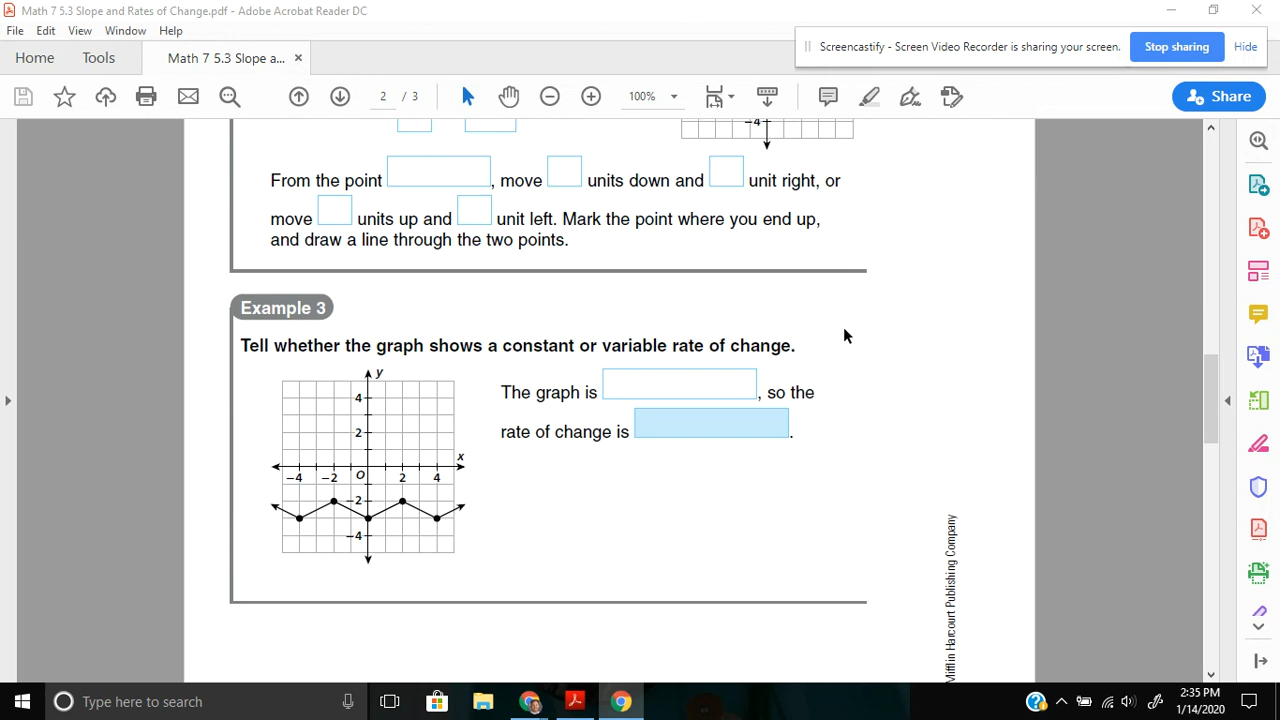 Math 7 5.3 Slope and Rates of Change.pdf - Adobe Acrobat Reader DC
File Edit View Window Help
Screencastify - Screen Video Recorder is sharing your screen. Stop sharing Hide
Home Tools Math 7 5.3 Slope a... ×
2 / 3 100% Share
−4
From the point , move units down and unit right, or
move units up and unit left. Mark the point where you end up,
and draw a line through the two points.
Example 3
Tell whether the graph shows a constant or variable rate of change.
y
4
2
x
−4 −2 O 2 4
−2
−4
The graph is , so the
rate of change is .
Mifflin Harcourt Publishing Company
Type here to search
2:35 PM
1/14/2020